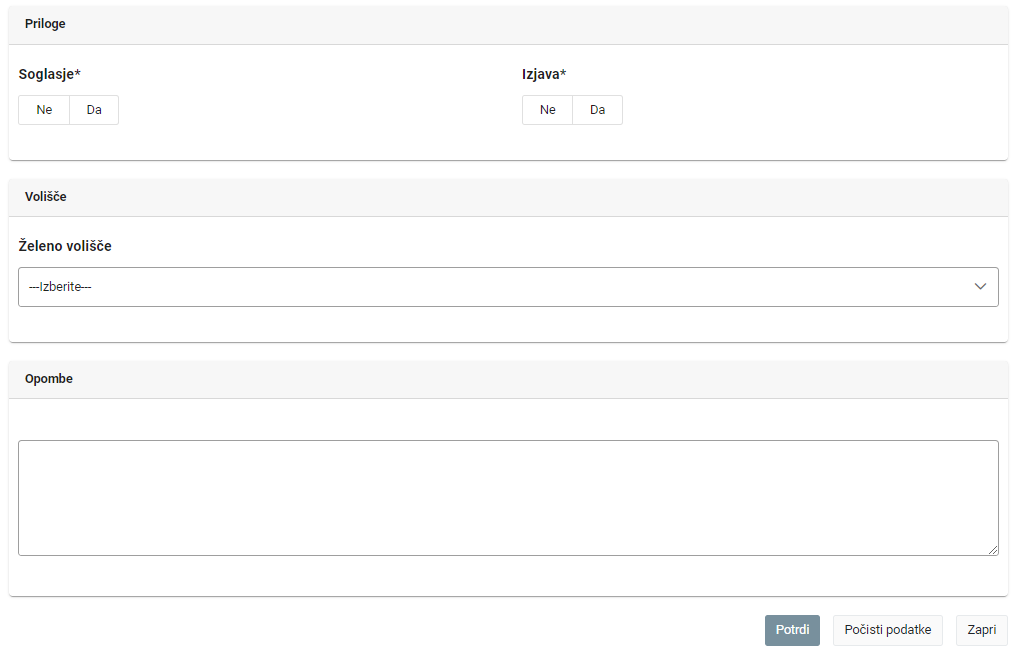 Priloge
Soglasje* Izjava*
Ne Da Ne Da
Volišče
Želeno volišče
---Izberite---
Opombe
Potrdi Počisti podatke Zapri